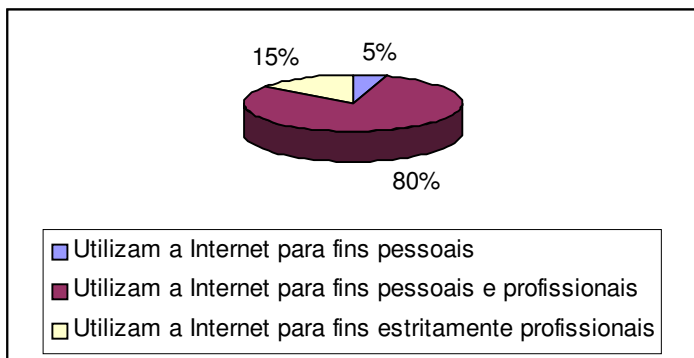 15%
5%
80%
Utilizam a Internet para fins pessoais
Utilizam a Internet para fins pessoais e profissionais
Utilizam a Internet para fins estritamente profissionais